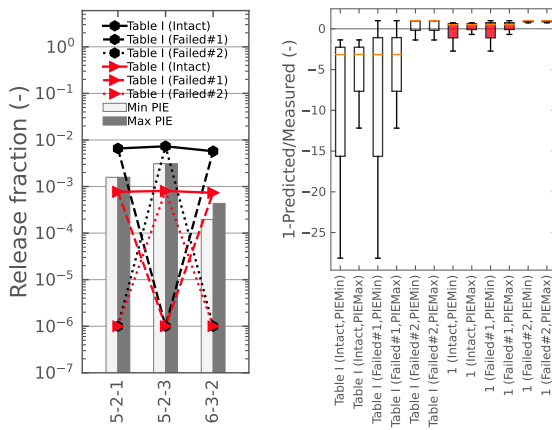 Table I (Intact)
Table I (Failed#1)
Table I (Failed#2)
Table I (Intact)
Table I (Failed#1)
Table I (Failed#2)
Min PIE
Max PIE
Release fraction (-)
10⁰
10⁻¹
10⁻²
10⁻³
10⁻⁴
10⁻⁵
10⁻⁶
10⁻⁷
5-2-1
5-2-3
6-3-2
1-Predicted/Measured (-)
0
−5
−10
−15
−20
−25
Table I (Intact,PIEMin)
Table I (Intact,PIEMax)
Table I (Failed#1,PIEMin)
Table I (Failed#1,PIEMax)
Table I (Failed#2,PIEMin)
Table I (Failed#2,PIEMax)
1 (Intact,PIEMin)
1 (Intact,PIEMax)
1 (Failed#1,PIEMin)
1 (Failed#1,PIEMax)
1 (Failed#2,PIEMin)
1 (Failed#2,PIEMax)